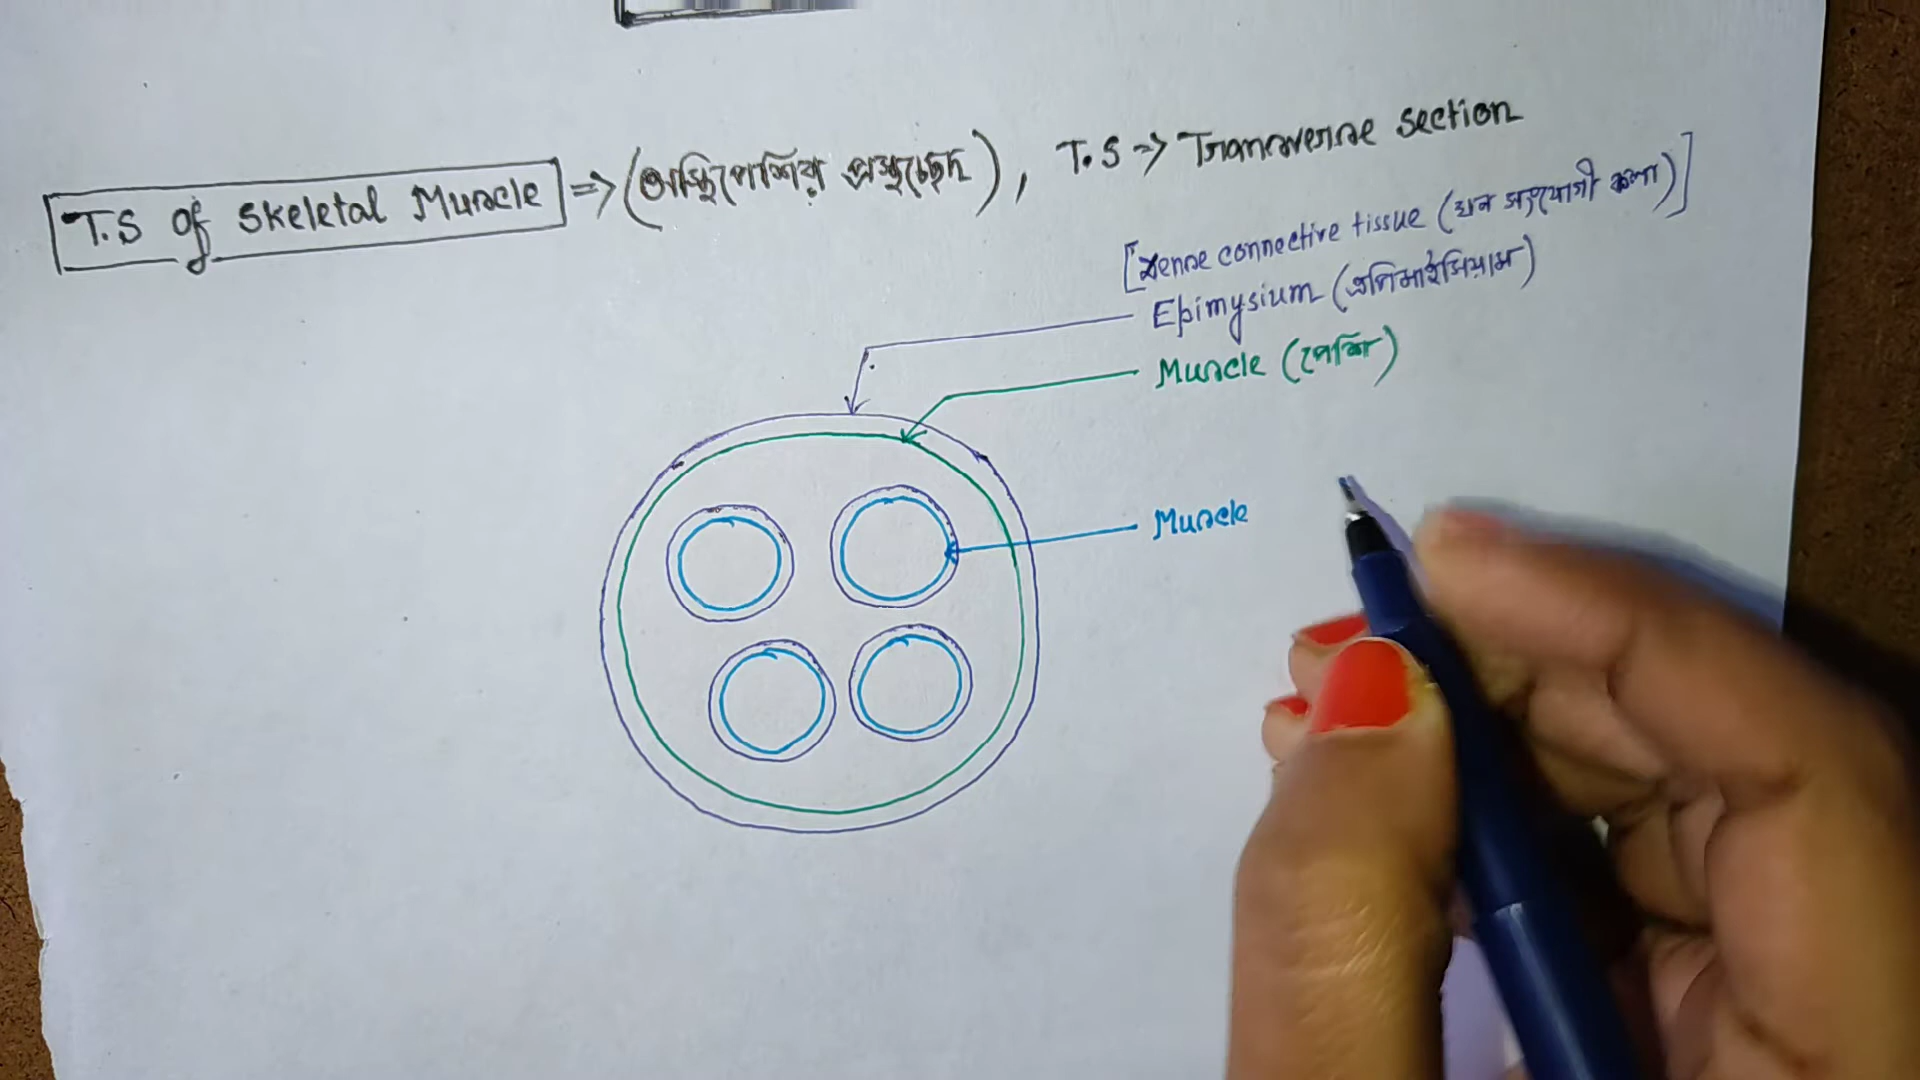 T.S of Skeletal Muscle => (অস্থিপেশির প্রস্থচ্ছেদ), T.S => Transverse section
[Dense connective tissue (ঘন সংযোগী কলা)]
Epimysium (এপিমাইসিয়াম)
Muscle (পেশি)
Muscle